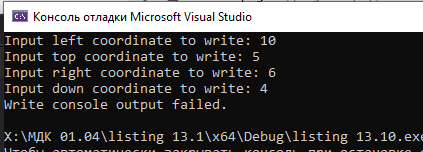 Консоль отладки Microsoft Visual Studio
Input left coordinate to write: 10
Input top coordinate to write: 5
Input right coordinate to write: 6
Input down coordinate to write: 4
Write console output failed.
X:\МДК 01.04\listing 13.1\x64\Debug\listing 13.10.exe
Чтобы автоматически закрывать консоль при остановке